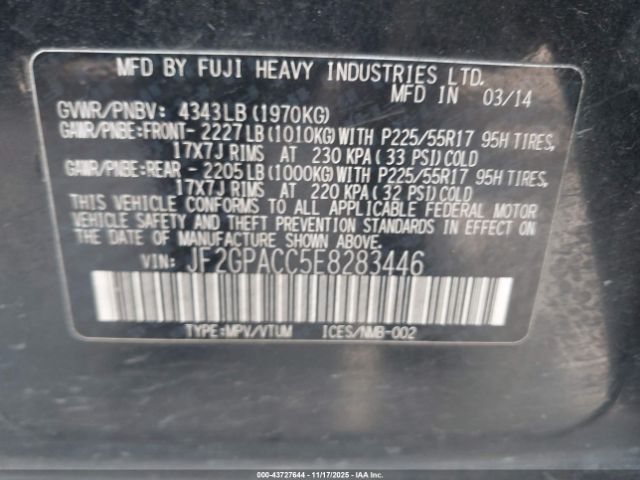 MFD BY FUJI HEAVY INDUSTRIES LTD.
MFD IN 03/14
GVWR/PNBV: 4343LB(1970KG)
GAWR/PNBE:FRONT- 2227LB(1010KG)WITH P225/55R17 95H TIRES,
17X7J RIMS AT 230 KPA(33 PSI)COLD
GAWR/PNBE:REAR - 2205LB(1000KG)WITH P225/55R17 95H TIRES,
17X7J RIMS AT 220 KPA(32 PSI)COLD
THIS VEHICLE CONFORMS TO ALL APPLICABLE FEDERAL MOTOR
VEHICLE SAFETY AND THEFT PREVENTION STANDARDS IN EFFECT ON
THE DATE OF MANUFACTURE SHOWN ABOVE.
VIN: JF2GPACC5E8283446
TYPE:MPV/VTUM ICES/NMB-002
000-43727644 - 11/17/2025 - IAAI.COM